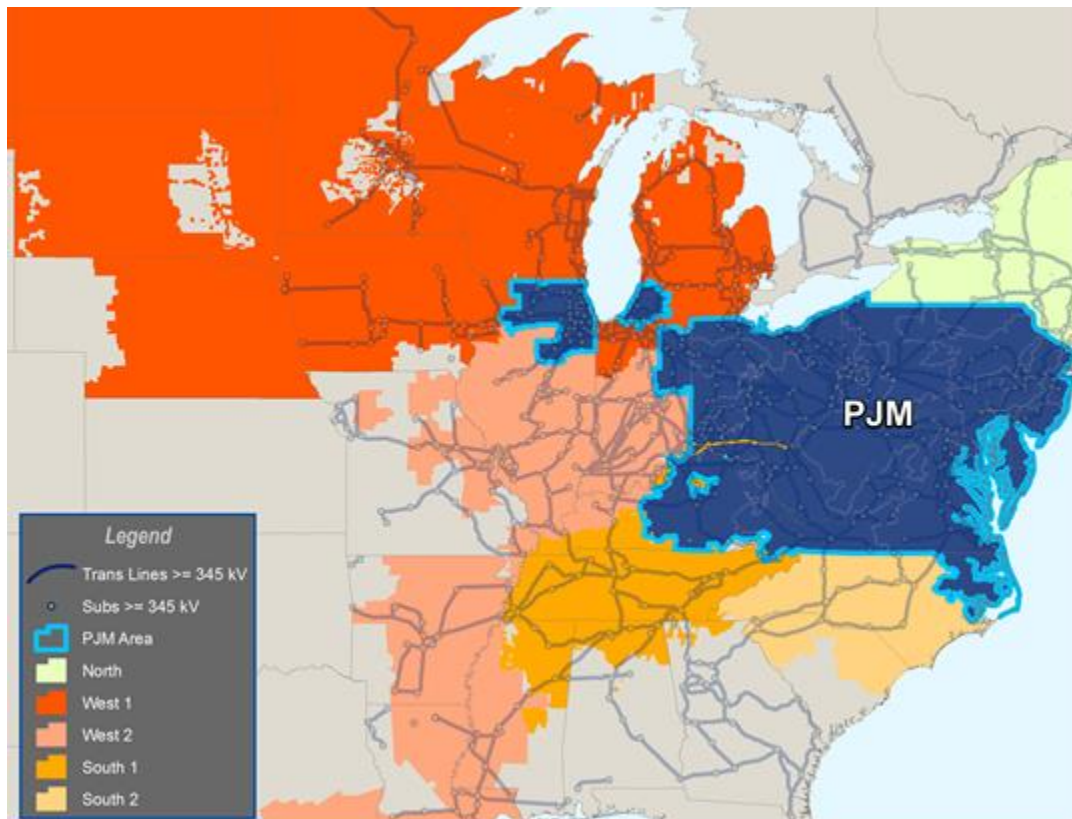 PJM
Legend
Trans Lines >= 345 kV
Subs >= 345 kV
PJM Area
North
West 1
West 2
South 1
South 2